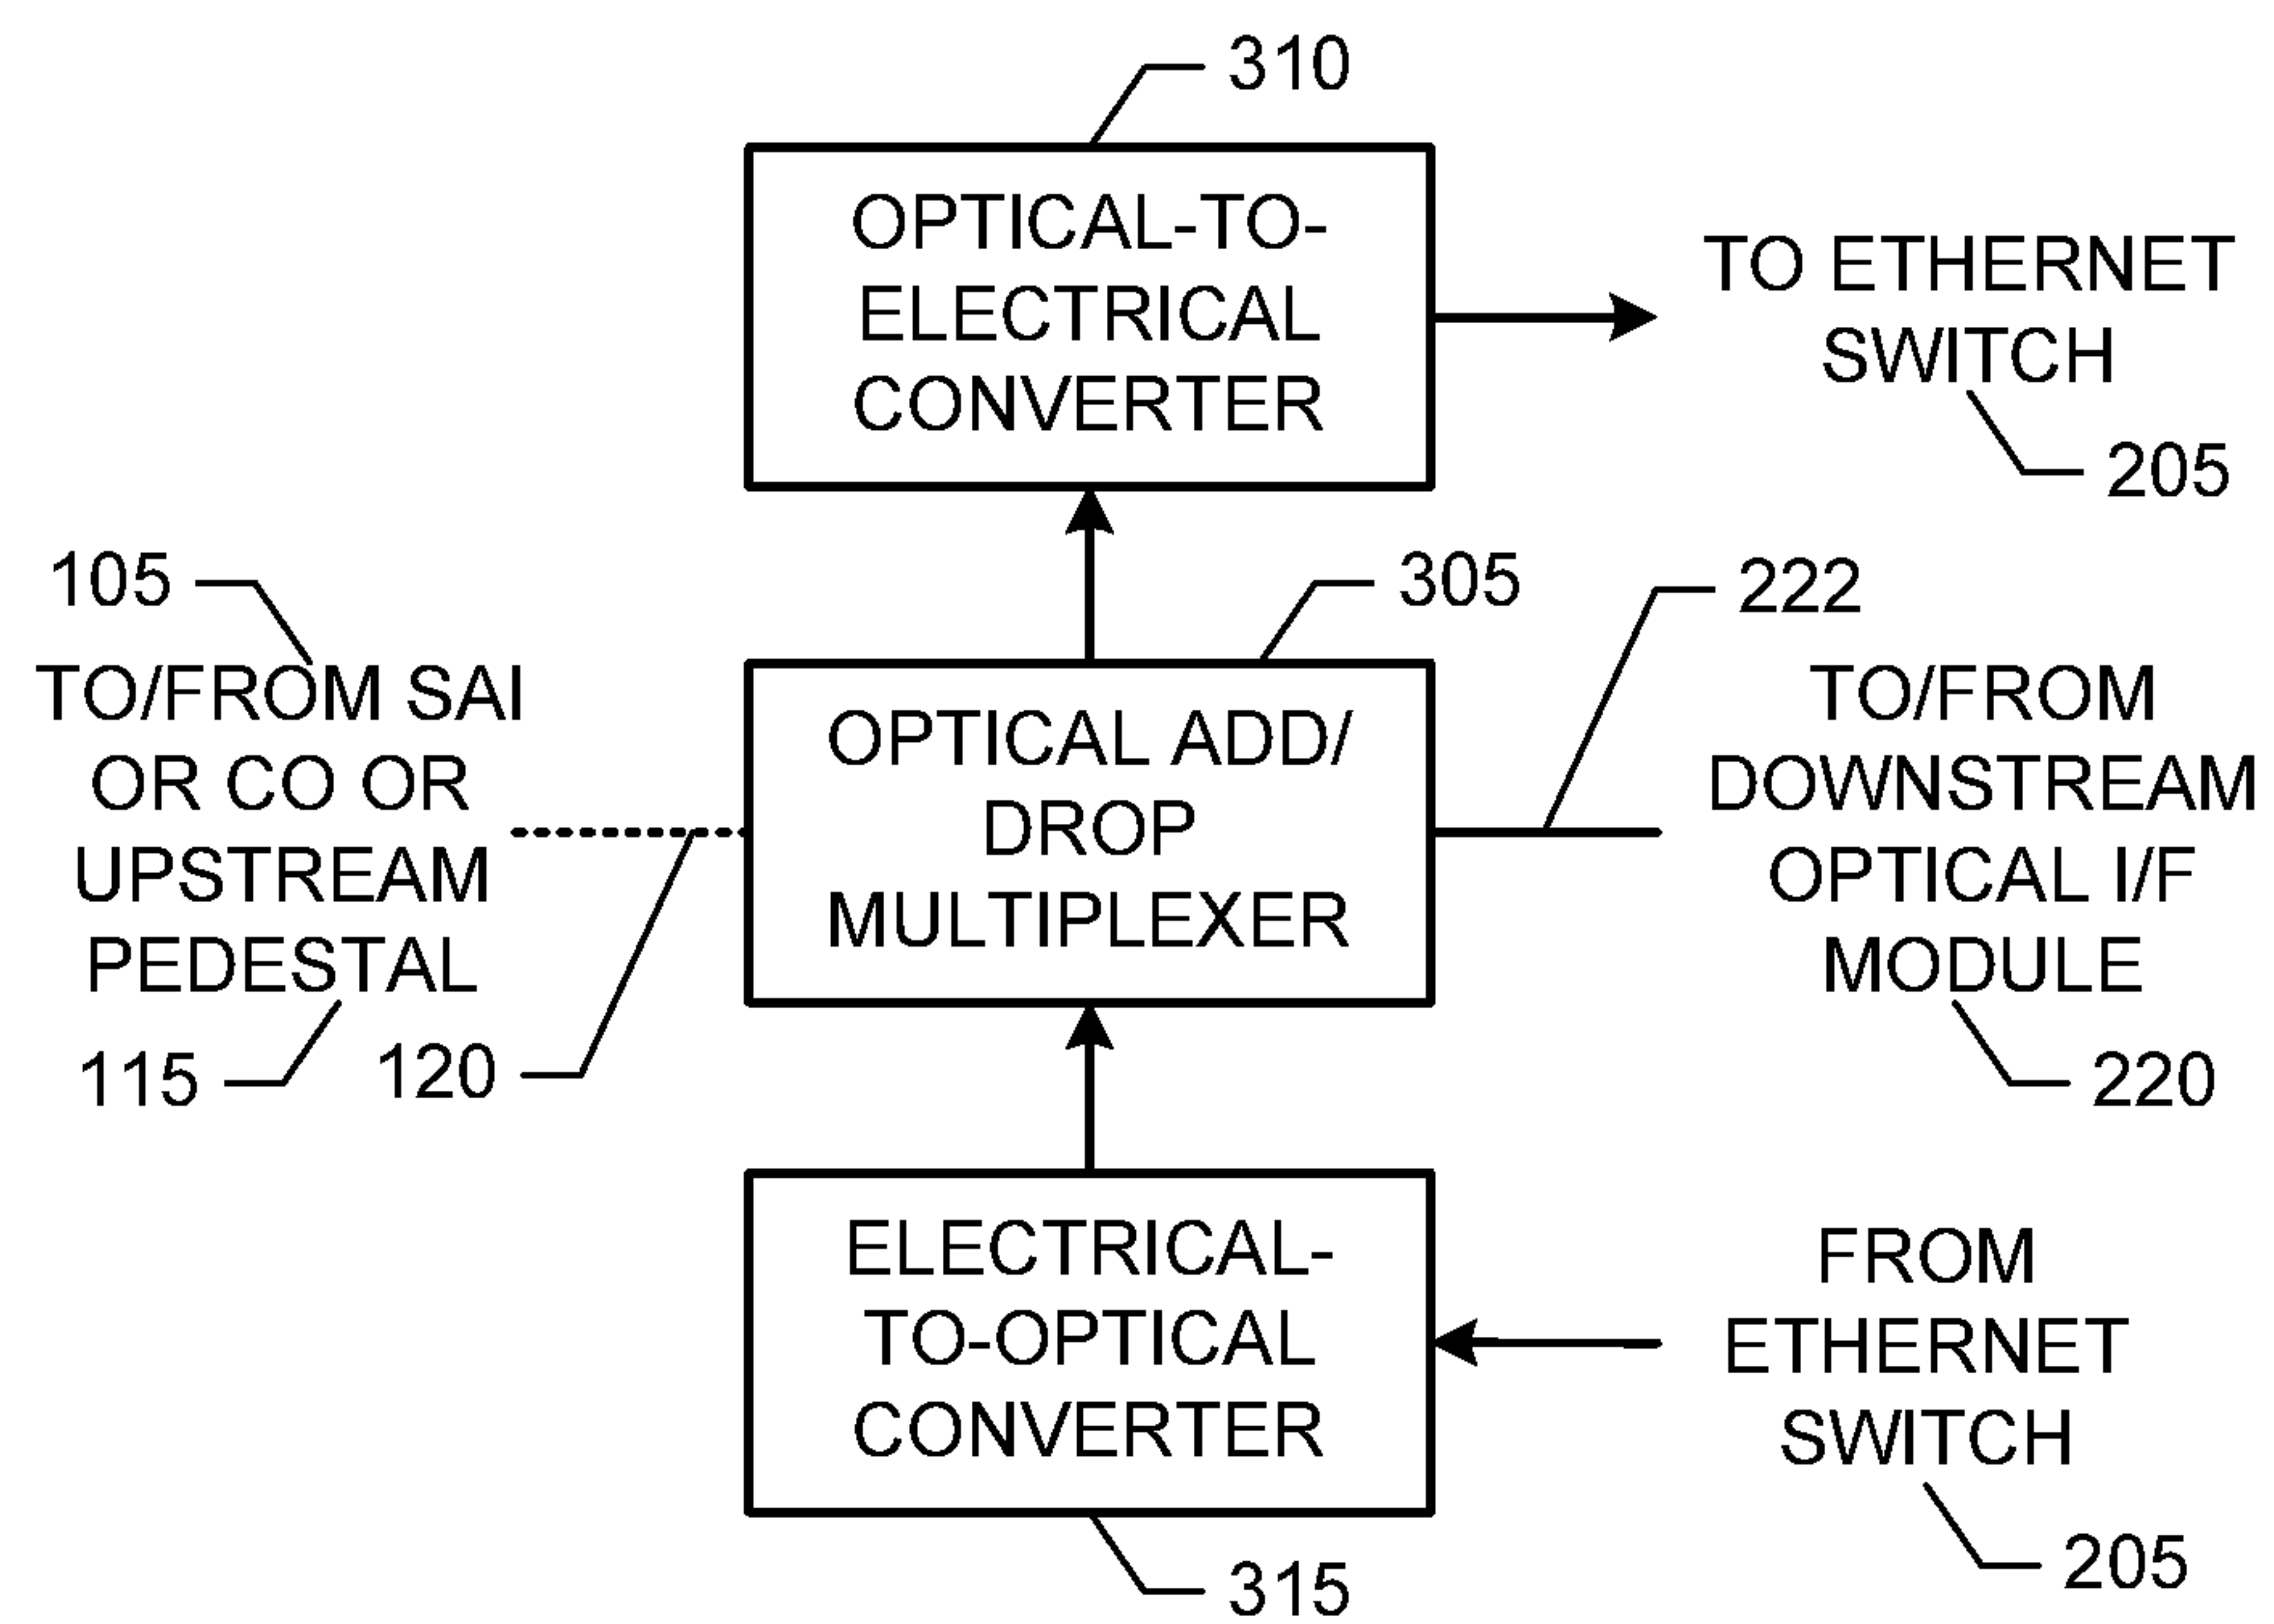 310
OPTICAL-TO-
ELECTRICAL
CONVERTER
TO ETHERNET
SWITCH
205
105
TO/FROM SAI
OR CO OR
UPSTREAM
PEDESTAL
115
120
305
OPTICAL ADD/
DROP
MULTIPLEXER
222
TO/FROM
DOWNSTREAM
OPTICAL I/F
MODULE
220
ELECTRICAL-
TO-OPTICAL
CONVERTER
315
FROM
ETHERNET
SWITCH
205